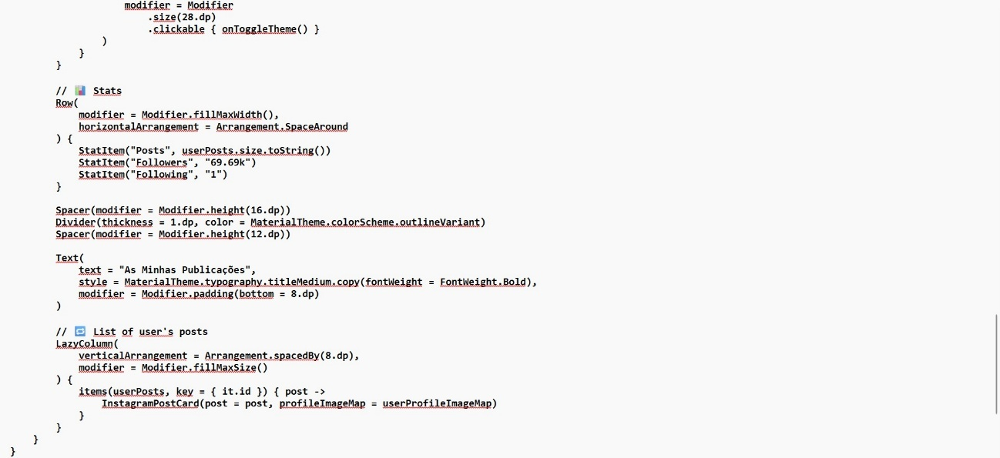 modifier = Modifier
                        .size(28.dp)
                        .clickable { onToggleTheme() }
                )
            }
        }

        // 📊 Stats
        Row(
            modifier = Modifier.fillMaxWidth(),
            horizontalArrangement = Arrangement.SpaceAround
        ) {
            StatItem("Posts", userPosts.size.toString())
            StatItem("Followers", "69.69k")
            StatItem("Following", "1")
        }

        Spacer(modifier = Modifier.height(16.dp))
        Divider(thickness = 1.dp, color = MaterialTheme.colorScheme.outlineVariant)
        Spacer(modifier = Modifier.height(12.dp))

        Text(
            text = "As Minhas Publicações",
            style = MaterialTheme.typography.titleMedium.copy(fontWeight = FontWeight.Bold),
            modifier = Modifier.padding(bottom = 8.dp)
        )

        // 🔁 List of user's posts
        LazyColumn(
            verticalArrangement = Arrangement.spacedBy(8.dp),
            modifier = Modifier.fillMaxSize()
        ) {
            items(userPosts, key = { it.id }) { post ->
                InstagramPostCard(post = post, profileImageMap = userProfileImageMap)
            }
        }
    }
}